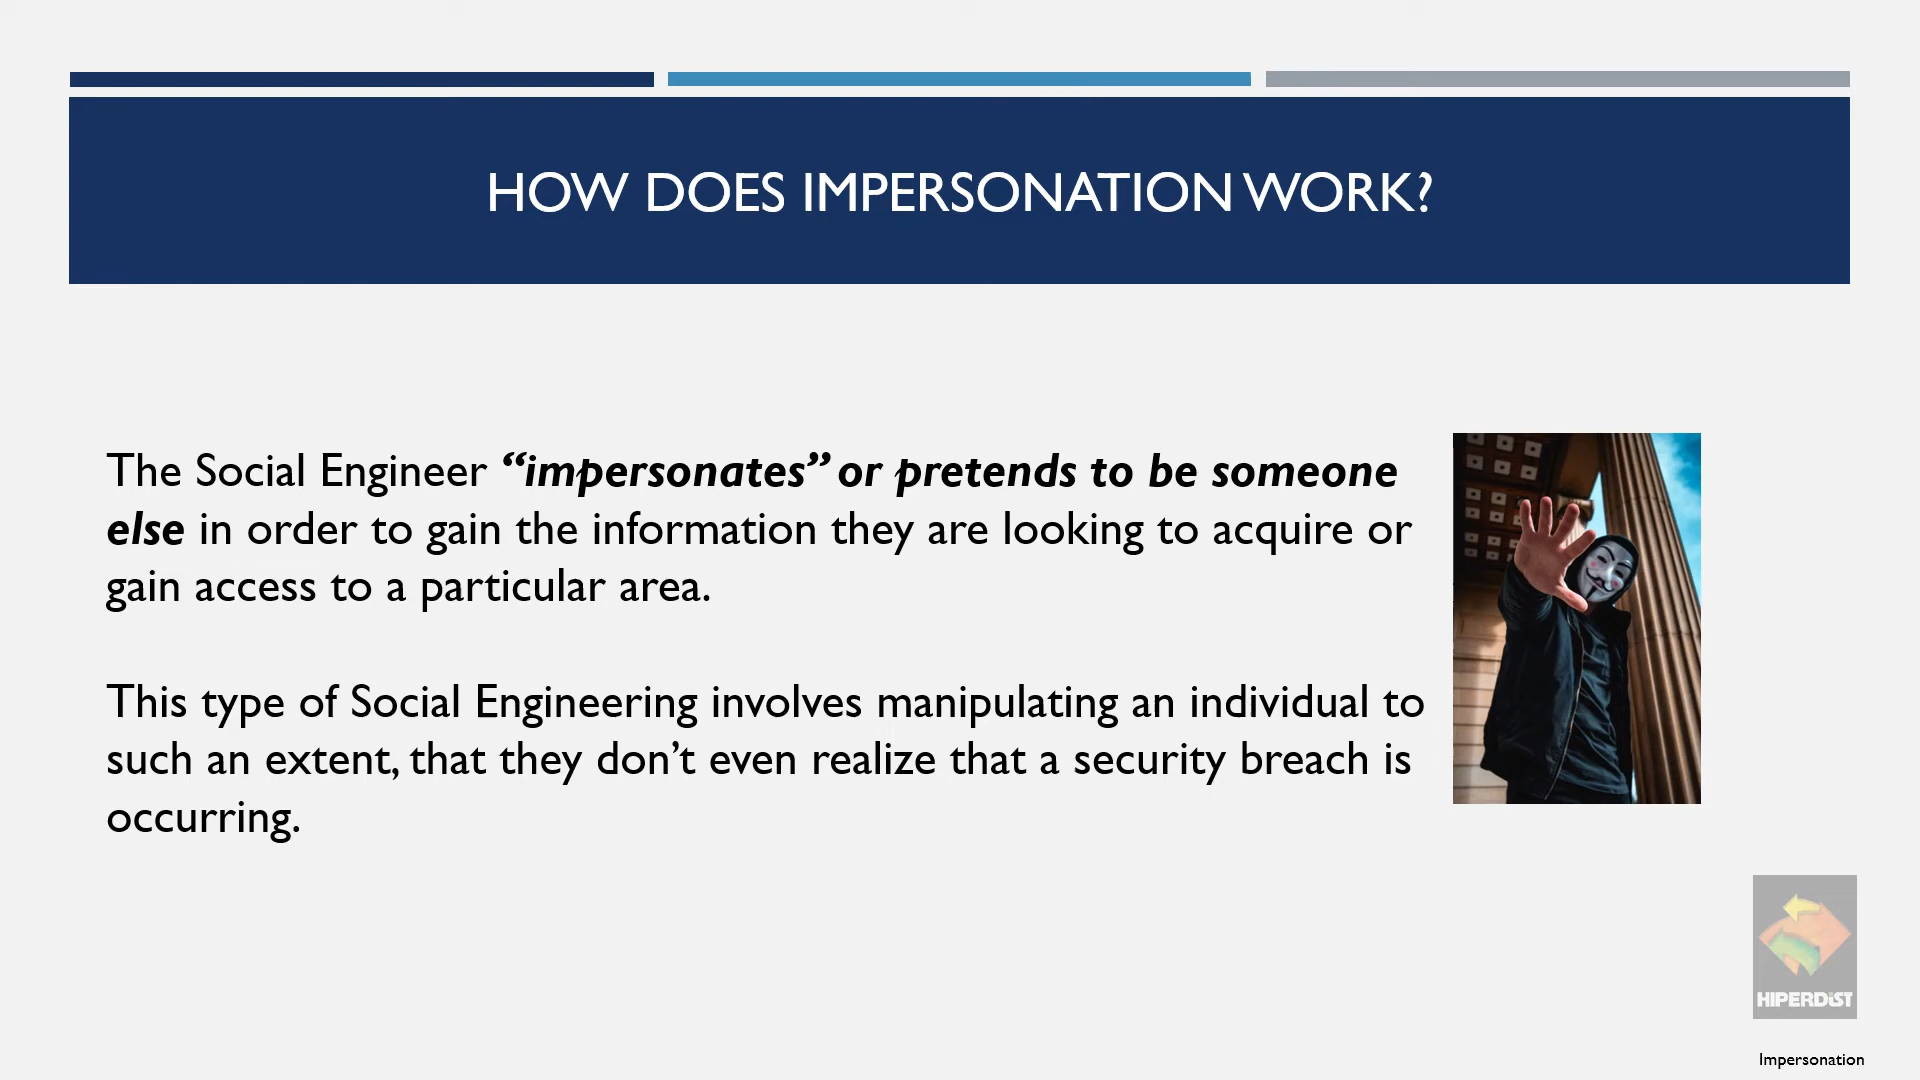 HOW DOES IMPERSONATION WORK?
The Social Engineer “impersonates” or pretends to be someone
else in order to gain the information they are looking to acquire or
gain access to a particular area.
This type of Social Engineering involves manipulating an individual to
such an extent, that they don’t even realize that a security breach is
occurring.
HIPERDIST
Impersonation